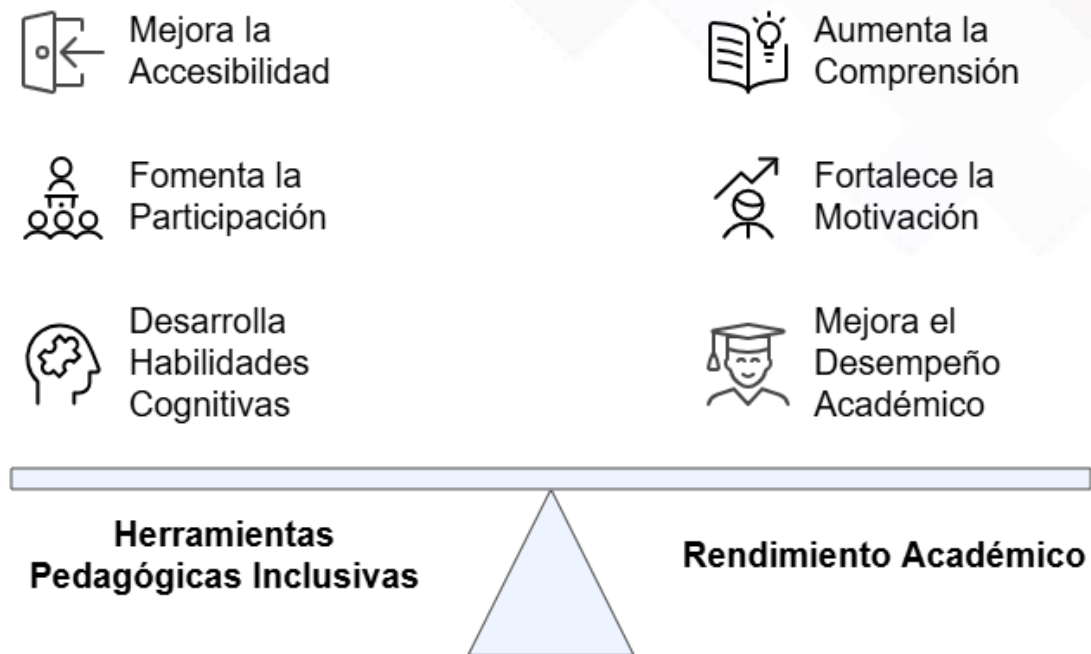 Mejora la
Accesibilidad
Fomenta la
Participación
Desarrolla
Habilidades
Cognitivas
Aumenta la
Comprensión
Fortalece la
Motivación
Mejora el
Desempeño
Académico
Herramientas
Pedagógicas Inclusivas
Rendimiento Académico